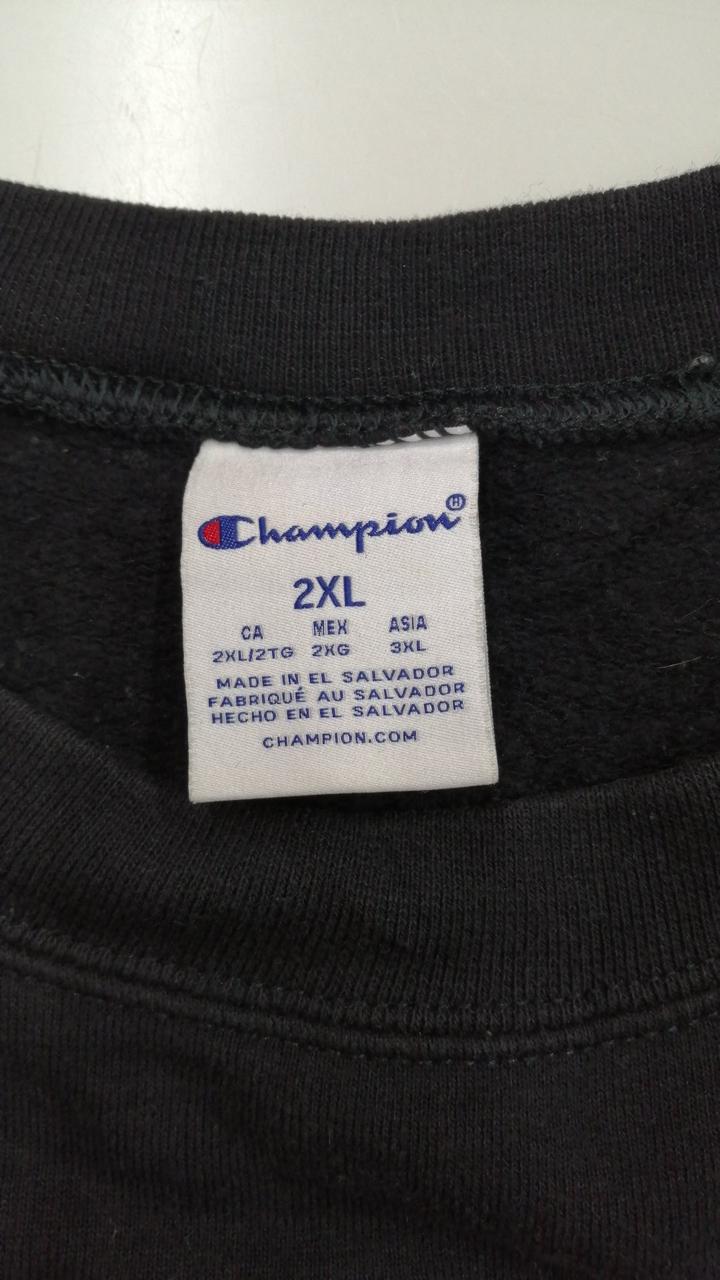 Champion®
2XL
CA MEX ASIA
2XL/2TG 2XG 3XL
MADE IN EL SALVADOR
FABRIQUÉ AU SALVADOR
HECHO EN EL SALVADOR
CHAMPION.COM